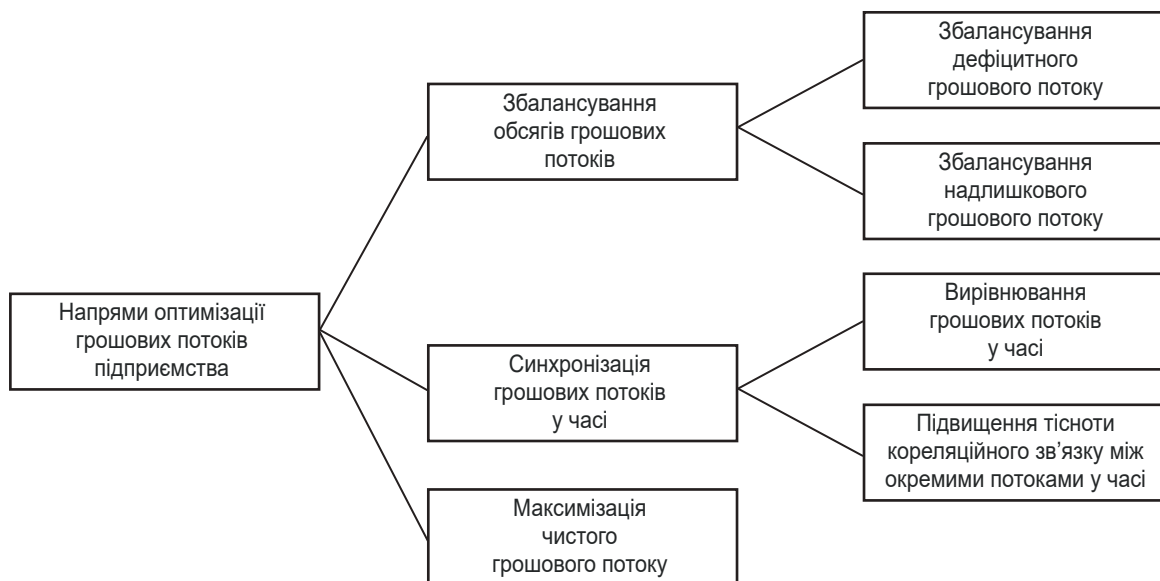 Напрями оптимізації
грошових потоків
підприємства
Збалансування
обсягів грошових
потоків
Збалансування
дефіцитного
грошового потоку
Збалансування
надлишкового
грошового потоку
Синхронізація
грошових потоків
у часі
Вирівнювання
грошових потоків
у часі
Підвищення тісноти
кореляційного зв’язку між
окремими потоками у часі
Максимізація
чистого
грошового потоку